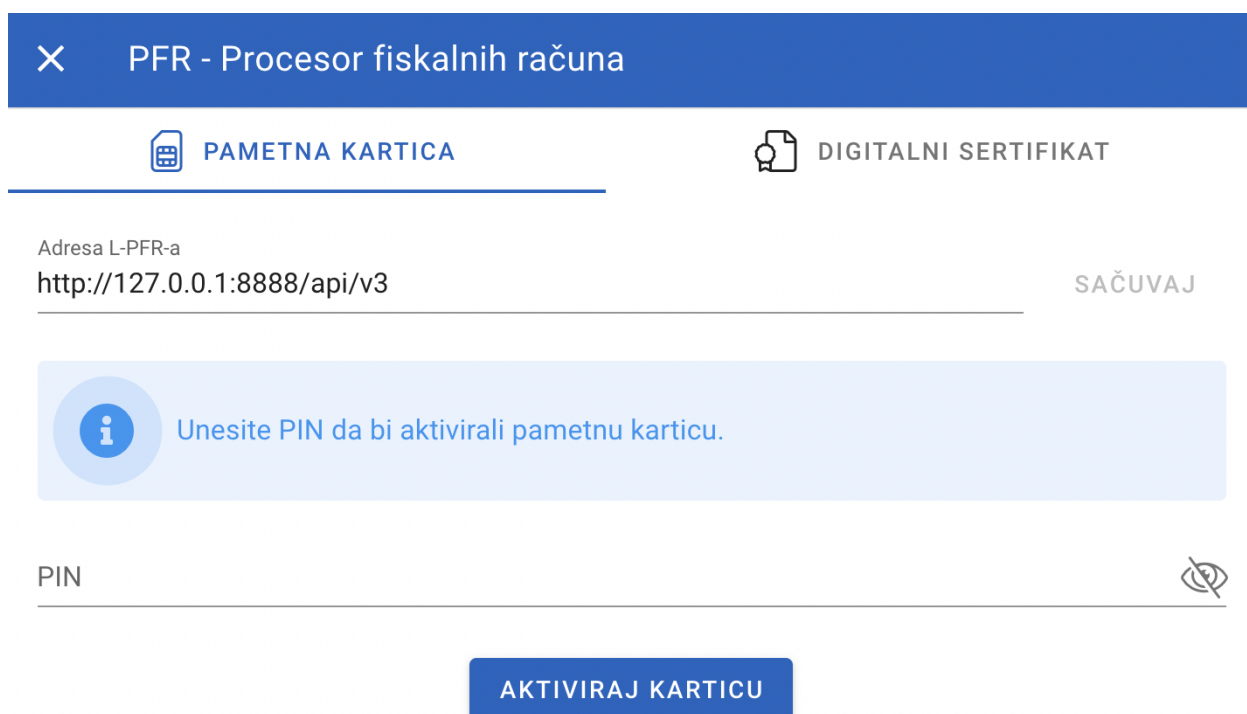 PFR - Procesor fiskalnih računa
PAMETNA KARTICA
DIGITALNI SERTIFIKAT
Adresa L-PFR-a
http://127.0.0.1:8888/api/v3
SAČUVAJ
Unesite PIN da bi aktivirali pametnu karticu.
PIN
AKTIVIRAJ KARTICU